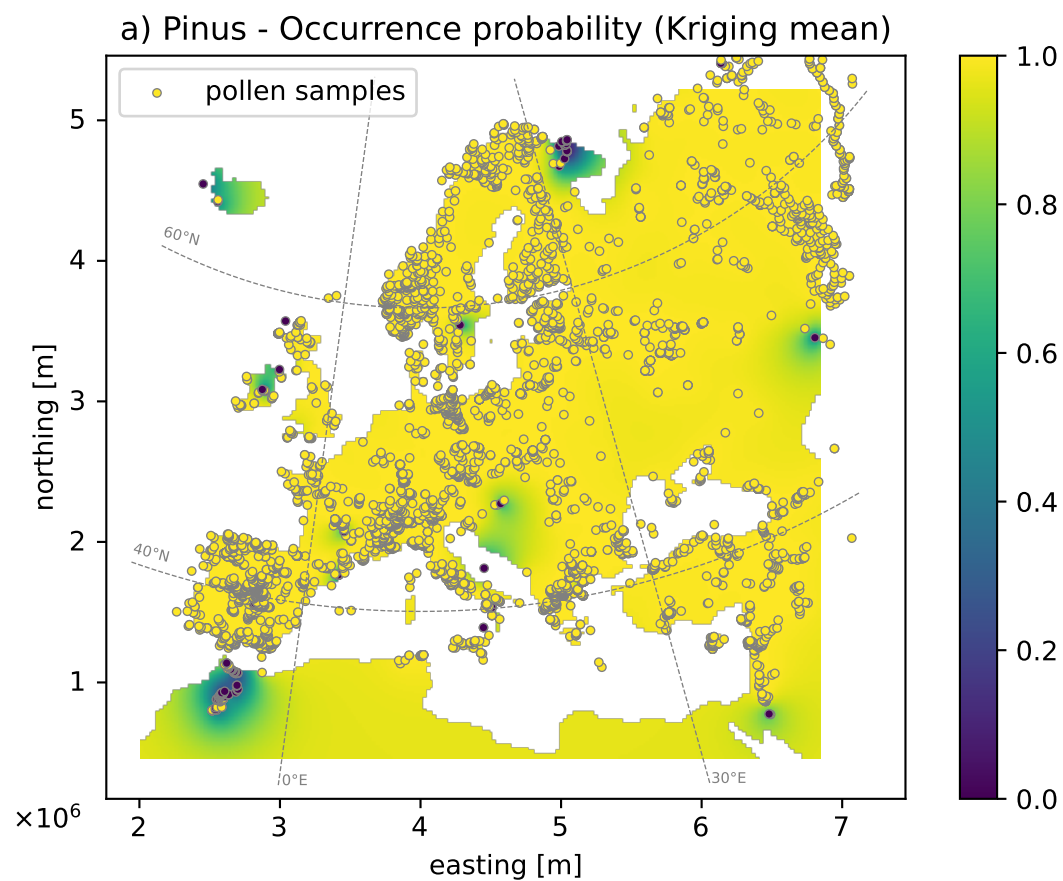 a) Pinus - Occurrence probability (Kriging mean)
pollen samples
60°N
40°N
0°E
30°E
5
4
3
2
1
northing [m]
×10⁶
2
3
4
5
6
7
easting [m]
1.0
0.8
0.6
0.4
0.2
0.0